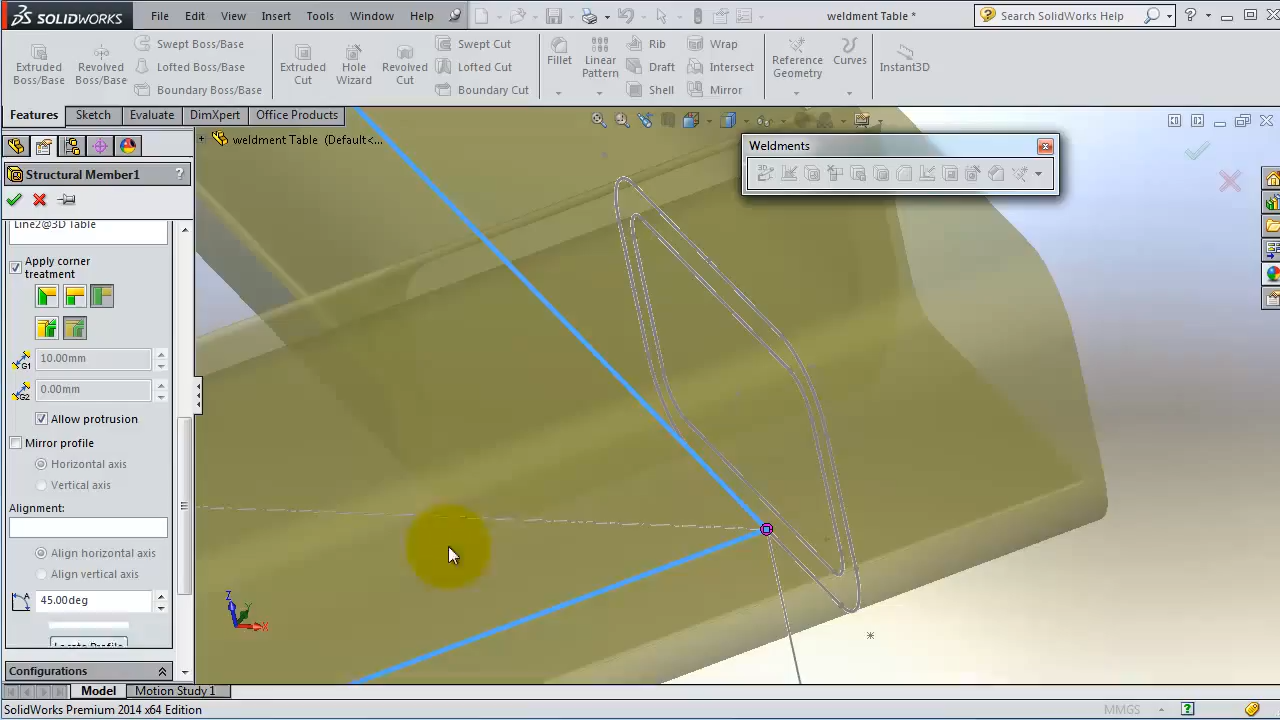 SOLIDWORKS File Edit View Insert Tools Window Help weldment Table * Search SolidWorks Help
Extruded Boss/Base
Revolved Boss/Base
Swept Boss/Base
Lofted Boss/Base
Boundary Boss/Base
Extruded Cut
Hole Wizard
Revolved Cut
Swept Cut
Lofted Cut
Boundary Cut
Fillet
Linear Pattern
Rib
Draft
Shell
Wrap
Intersect
Mirror
Reference Geometry
Curves
Instant3D
Features Sketch Evaluate DimXpert Office Products
weldment Table (Default<...
Weldments
Structural Member1 ?
Line2@3D Table
Apply corner
treatment
G1 10.00mm
G2 0.00mm
Allow protrusion
Mirror profile
Horizontal axis
Vertical axis
Alignment:
Align horizontal axis
Align vertical axis
45.00deg
Locate Profile
Configurations
Z Y X
Model Motion Study 1
SolidWorks Premium 2014 x64 Edition MMGS